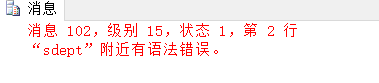 消息
消息 102，级别 15，状态 1，第 2 行
“sdept”附近有语法错误。